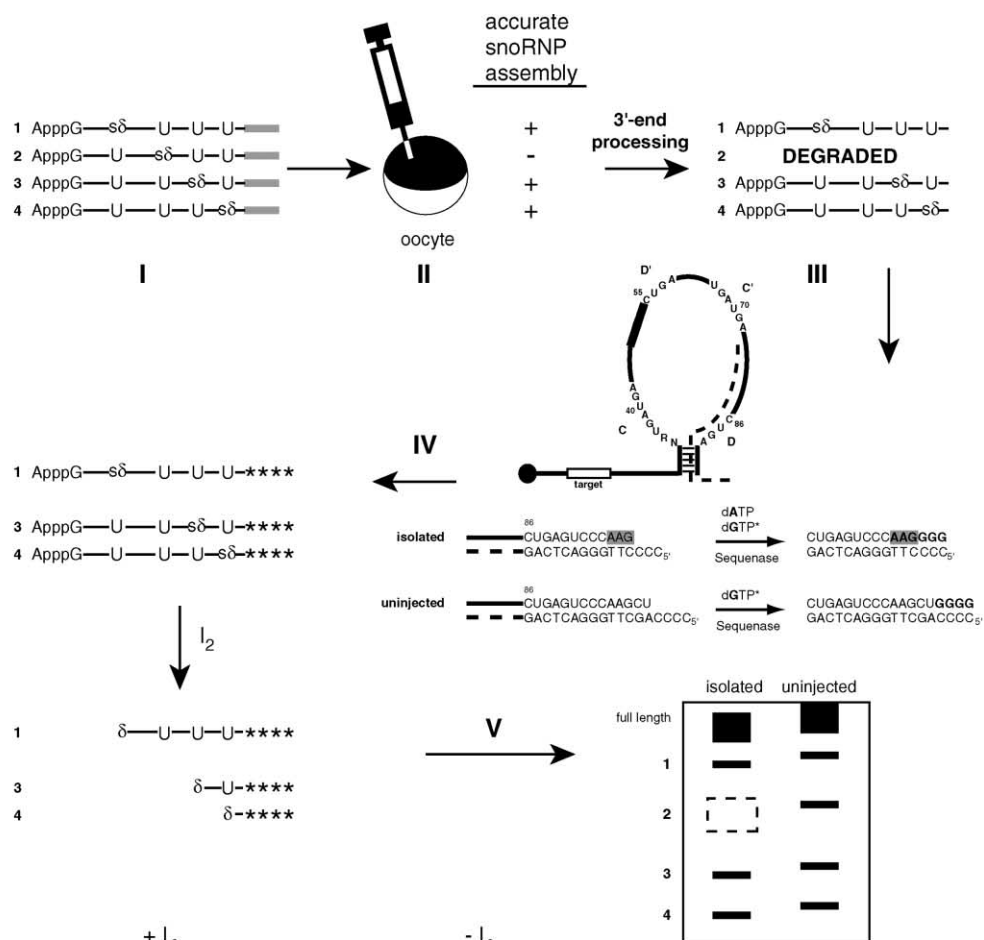 accurate
snoRNP
assembly
1 ApppG—sδ—U—U—U—
2 ApppG—U—sδ—U—U—
3 ApppG—U—U—sδ—U—
4 ApppG—U—U—U—sδ—
+
-
+
+
oocyte
3'-end
processing
1 ApppG—sδ—U—U—U-
2 DEGRADED
3 ApppG—U—U—sδ—U-
4 ApppG—U—U—U—sδ-
I
II
III
D'
55
C U G A
U G A U G A
C'
70
A G U A G U R N
40
C
C U G A
86
D
target
IV
1 ApppG—sδ—U—U—U-****
3 ApppG—U—U—sδ—U-****
4 ApppG—U—U—U—sδ-****
isolated
86
CUGAGUCCCAAG
GACTCAGGGTTCCCC5'
dATP
dGTP*
Sequenase
CUGAGUCCCAAGGGG
GACTCAGGGTTCCCC5'
uninjected
86
CUGAGUCCCAAGCU
GACTCAGGGTTCGACCCC5'
dGTP*
Sequenase
CUGAGUCCCAAGCUGGGG
GACTCAGGGTTCGACCCC5'
I2
1 δ—U—U—U-****
3 δ—U-****
4 δ-****
V
isolated uninjected
full length
1
2
3
4